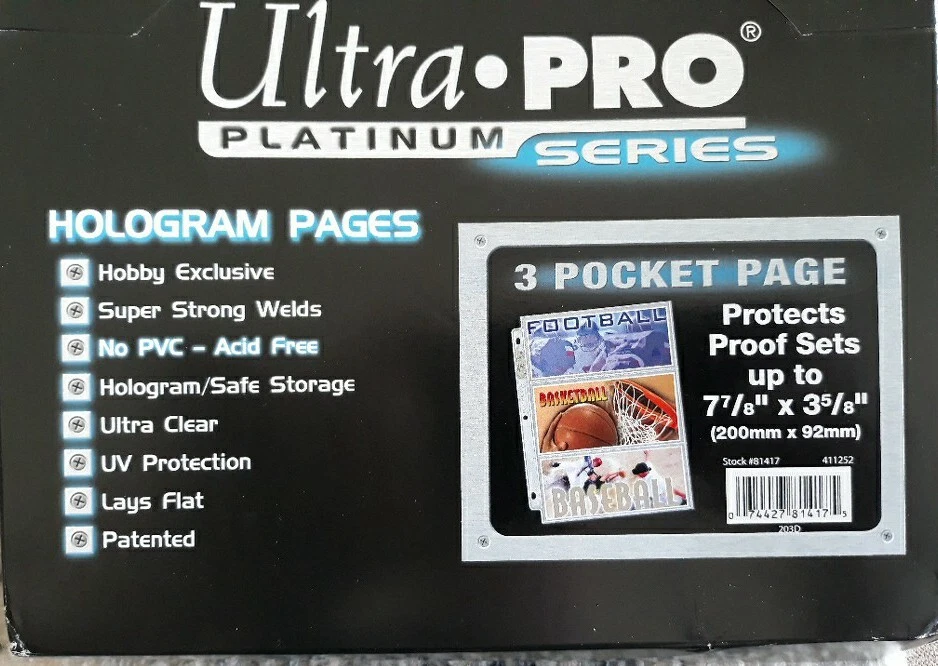 Ultra•PRO®
PLATINUM SERIES
HOLOGRAM PAGES
Hobby Exclusive
Super Strong Welds
No PVC – Acid Free
Hologram/Safe Storage
Ultra Clear
UV Protection
Lays Flat
Patented
3 POCKET PAGE
FOOTBALL
BASKETBALL
BASEBALL
Protects
Proof Sets
up to
7⁷/₈" x 3⁵/₈"
(200mm x 92mm)
Stock #81417 411252
0 74427 81417 5
203D